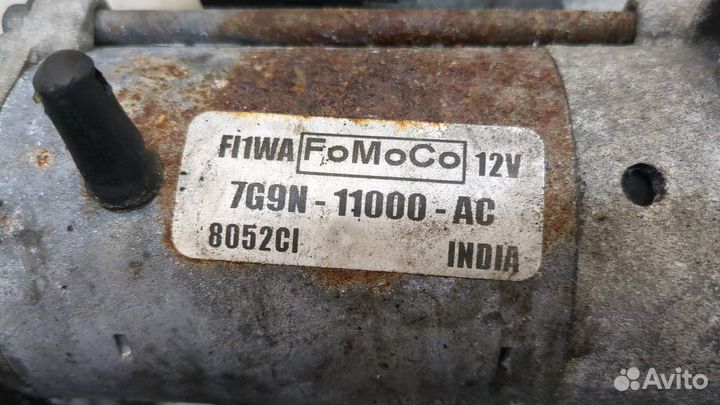 FI1WA FoMoCo 12V
7G9N - 11000 - AC
8052CI
INDIA
Avito